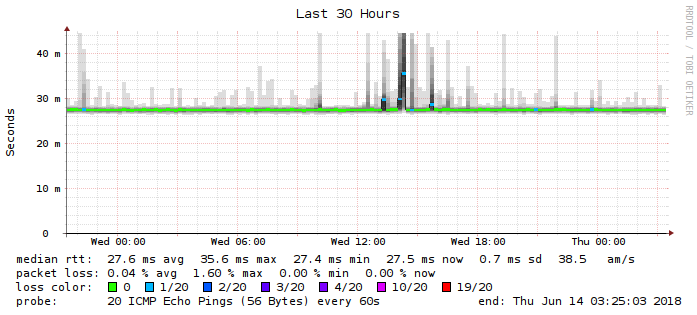 Last 30 Hours
RRDTOOL / TOBI OETIKER
Seconds
40 m
30 m
20 m
10 m
0
Wed 00:00 Wed 06:00 Wed 12:00 Wed 18:00 Thu 00:00
median rtt: 27.6 ms avg 35.6 ms max 27.4 ms min 27.5 ms now 0.7 ms sd 38.5 am/s
packet loss: 0.04 % avg 1.60 % max 0.00 % min 0.00 % now
loss color: 0 1/20 2/20 3/20 4/20 10/20 19/20
probe: 20 ICMP Echo Pings (56 Bytes) every 60s end: Thu Jun 14 03:25:03 2018